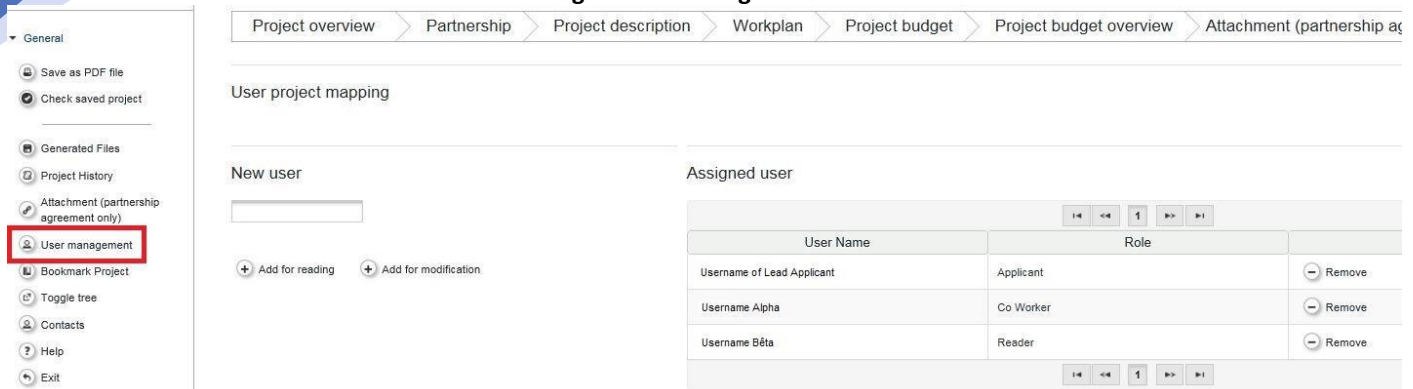 General
Save as PDF file
Check saved project
Generated Files
Project History
Attachment (partnership
agreement only)
User management
Bookmark Project
Toggle tree
Contacts
Help
Exit
Project overview Partnership Project description Workplan Project budget Project budget overview Attachment (partnership ag
User project mapping
New user
Add for reading Add for modification
Assigned user
1
User Name Role
Username of Lead Applicant Applicant Remove
Username Alpha Co Worker Remove
Username Bêta Reader Remove
1